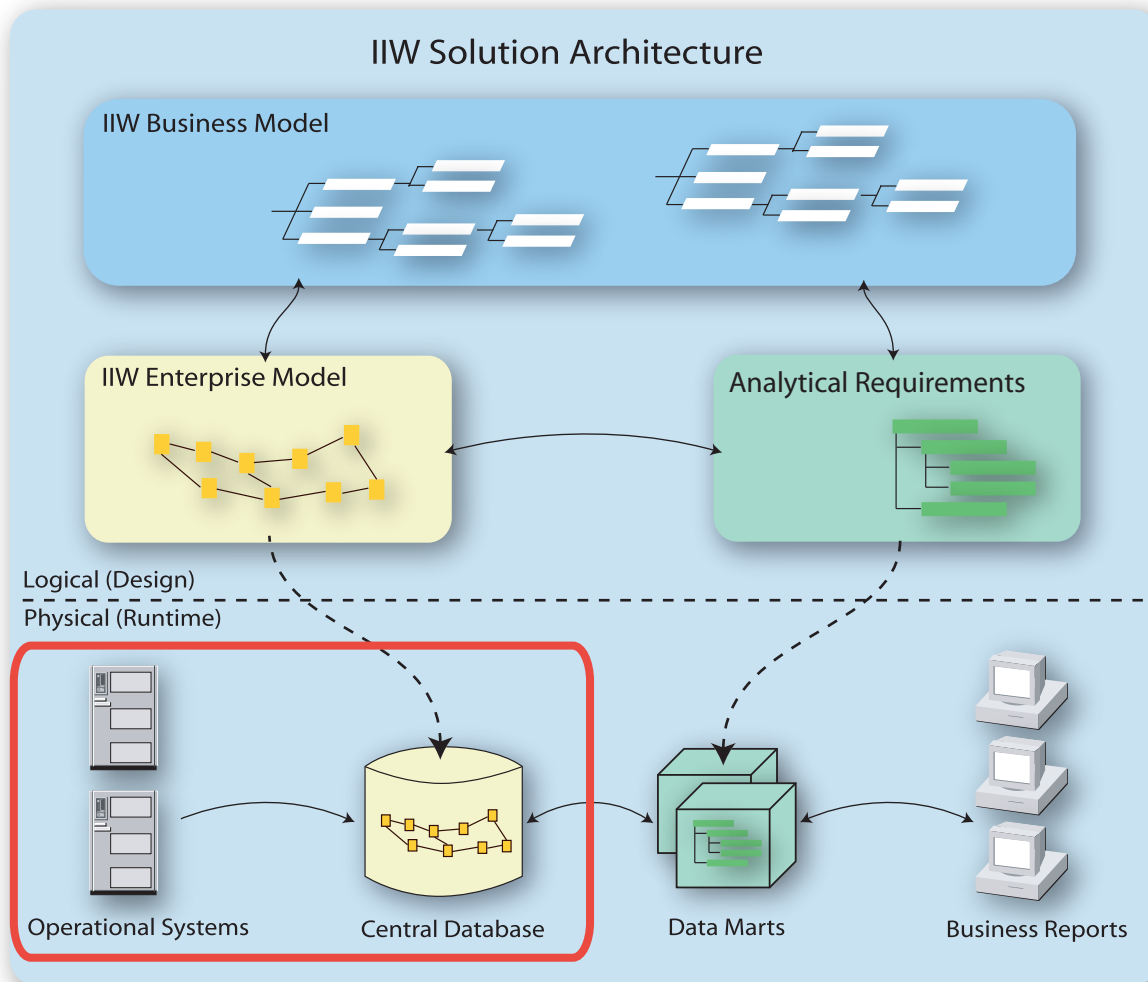 IIW Solution Architecture
IIW Business Model
IIW Enterprise Model
Analytical Requirements
Logical (Design)
Physical (Runtime)
Operational Systems
Central Database
Data Marts
Business Reports